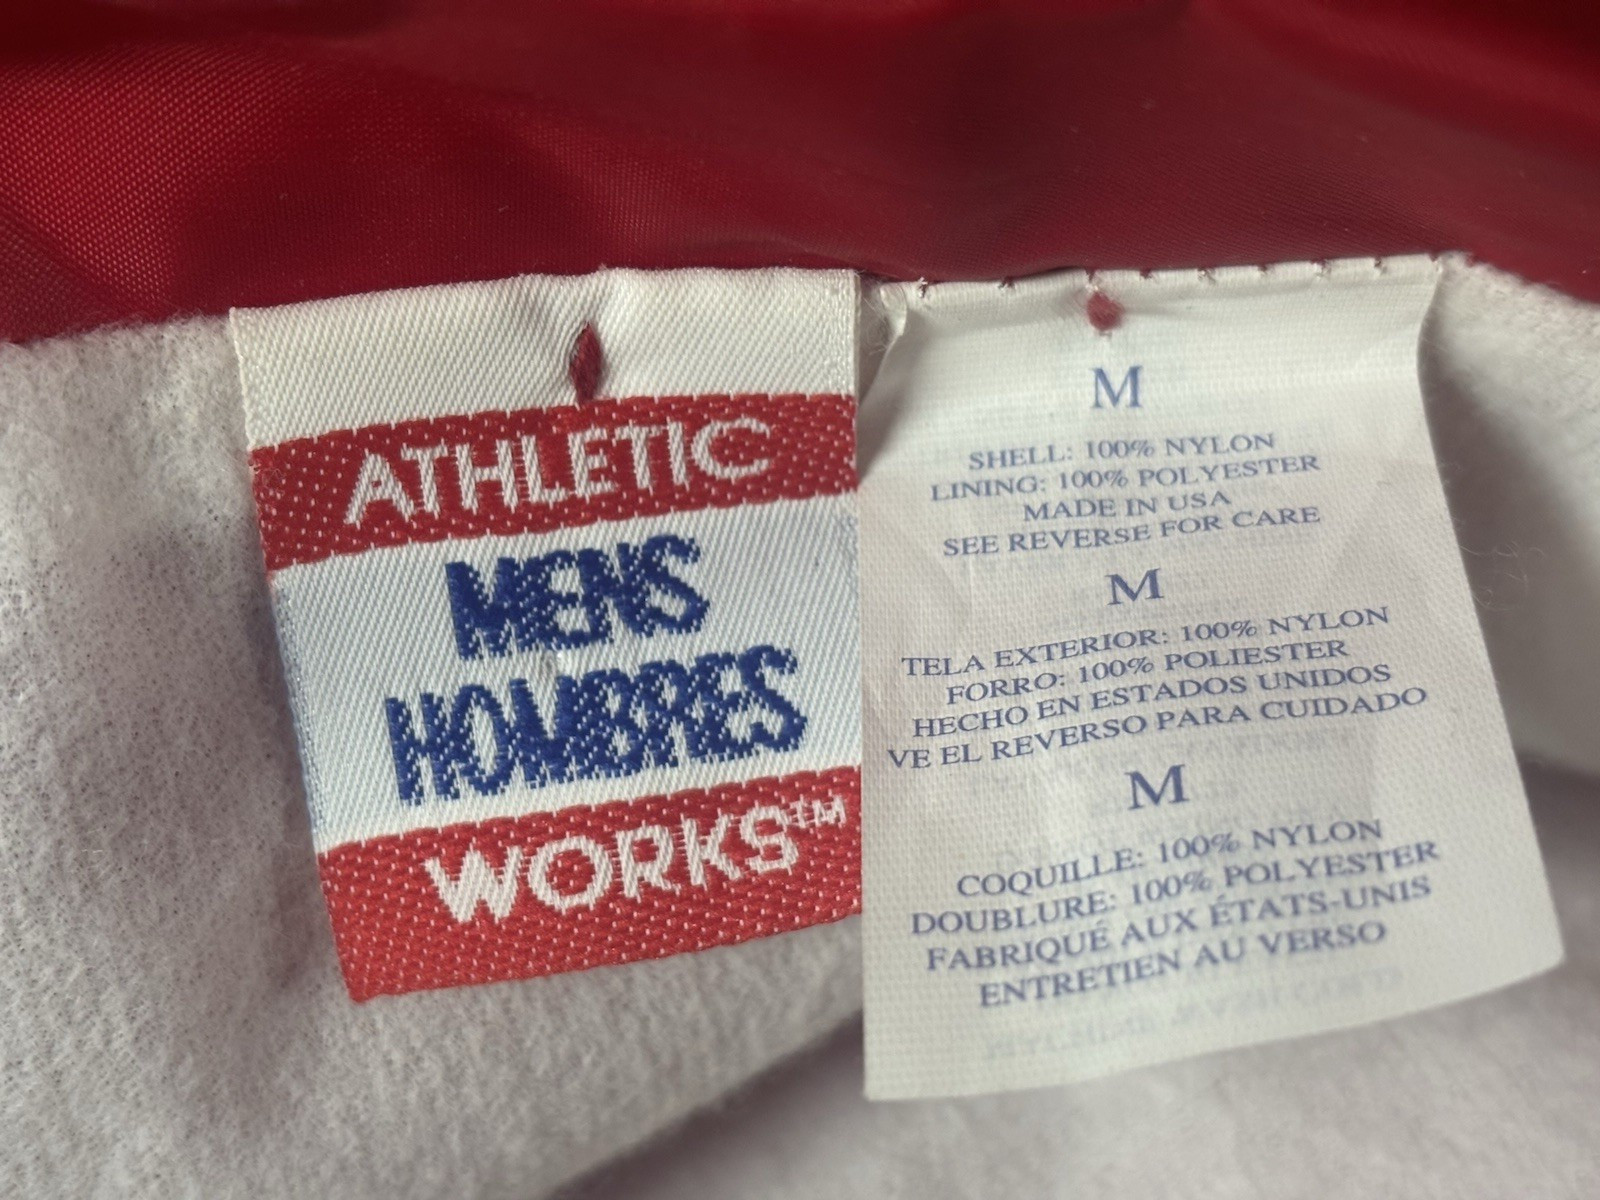 ATHLETIC
MENS
HOMBRES
WORKS™
M
SHELL: 100% NYLON
LINING: 100% POLYESTER
MADE IN USA
SEE REVERSE FOR CARE
M
TELA EXTERIOR: 100% NYLON
FORRO: 100% POLIESTER
HECHO EN ESTADOS UNIDOS
VE EL REVERSO PARA CUIDADO
M
COQUILLE: 100% NYLON
DOUBLURE: 100% POLYESTER
FABRIQUÉ AUX ÉTATS-UNIS
ENTRETIEN AU VERSO